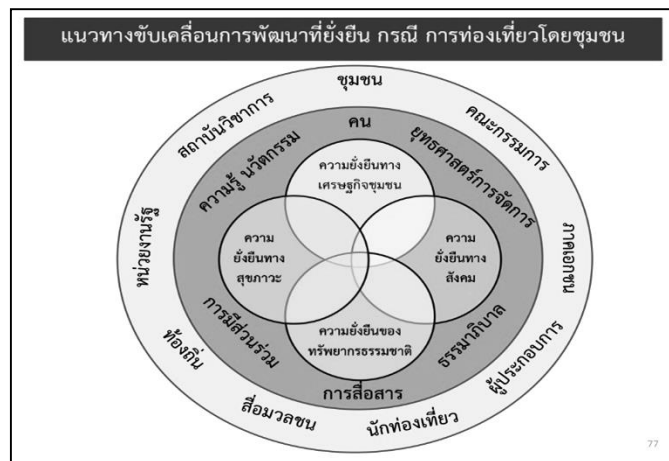 แนวทางขับเคลื่อนการพัฒนาที่ยั่งยืน กรณี การท่องเที่ยวโดยชุมชน
ชุมชน
คณะกรรมการ
ภาคเอกชน
ผู้ประกอบการ
นักท่องเที่ยว
สื่อมวลชน
ท้องถิ่น
หน่วยงานรัฐ
สถาบันวิชาการ
คน
ยุทธศาสตร์การจัดการ
ธรรมาภิบาล
การสื่อสาร
การมีส่วนร่วม
ความรู้ นวัตกรรม
ความยั่งยืนทาง
เศรษฐกิจชุมชน
ความ
ยั่งยืนทาง
สุขภาวะ
ความ
ยั่งยืนทาง
สังคม
ความยั่งยืนของ
ทรัพยากรธรรมชาติ
77